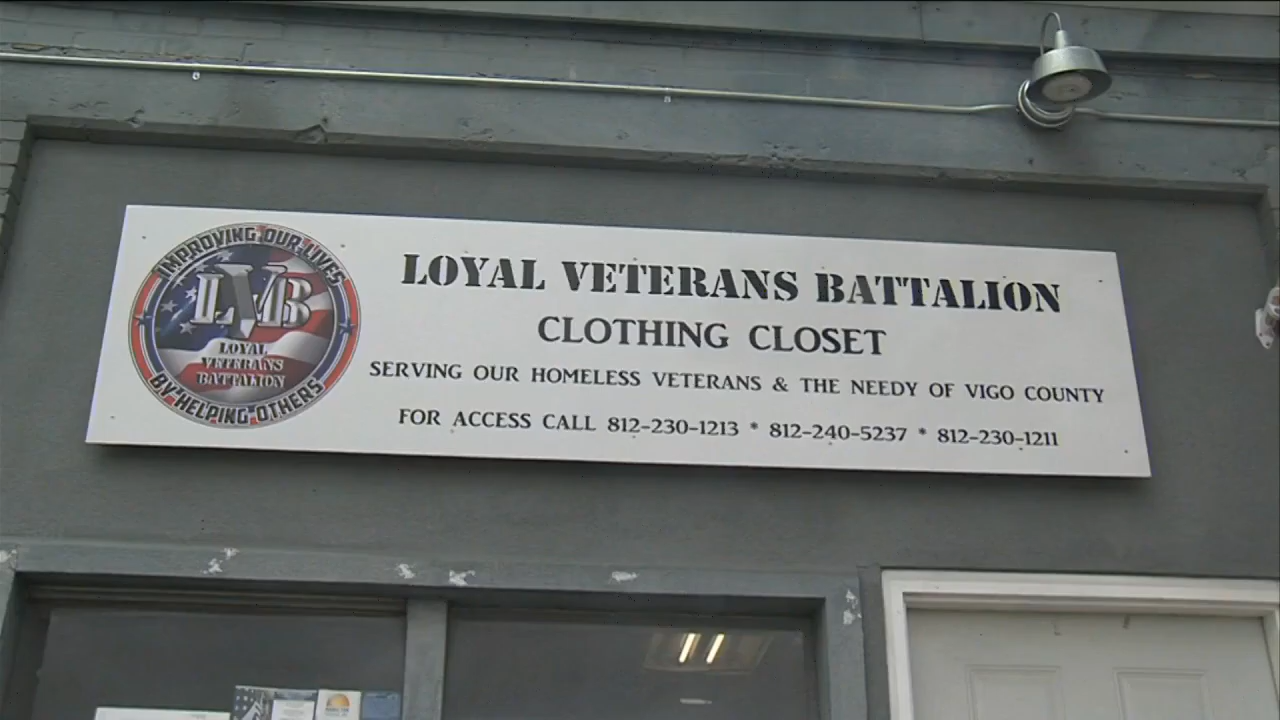 IMPROVING OUR LIVES
LVB
LOYAL
VETERANS
BATTALION
BY HELPING OTHERS
LOYAL VETERANS BATTALION
CLOTHING CLOSET
SERVING OUR HOMELESS VETERANS & THE NEEDY OF VIGO COUNTY
FOR ACCESS CALL 812-230-1213 * 812-240-5237 * 812-230-1211